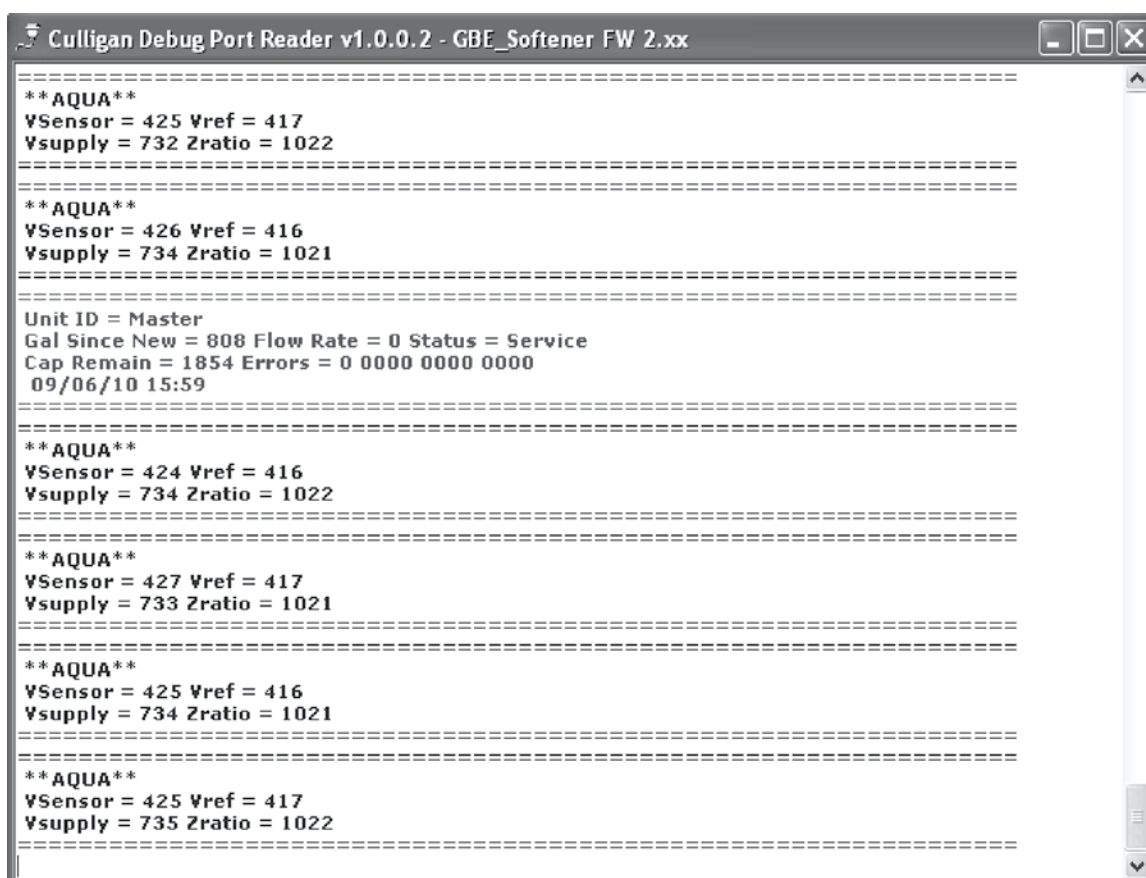 Culligan Debug Port Reader v1.0.0.2 - GBE_Softener FW 2.xx
==================================================================
**AQUA**
VSensor = 425 Vref = 417
Vsupply = 732 Zratio = 1022
==================================================================
==================================================================
**AQUA**
VSensor = 426 Vref = 416
Vsupply = 734 Zratio = 1021
==================================================================
==================================================================
Unit ID = Master
Gal Since New = 808 Flow Rate = 0 Status = Service
Cap Remain = 1854 Errors = 0 0000 0000 0000
09/06/10 15:59
==================================================================
==================================================================
**AQUA**
VSensor = 424 Vref = 416
Vsupply = 734 Zratio = 1022
==================================================================
==================================================================
**AQUA**
VSensor = 427 Vref = 417
Vsupply = 733 Zratio = 1021
==================================================================
==================================================================
**AQUA**
VSensor = 425 Vref = 416
Vsupply = 734 Zratio = 1021
==================================================================
==================================================================
**AQUA**
VSensor = 425 Vref = 417
Vsupply = 735 Zratio = 1022
==================================================================